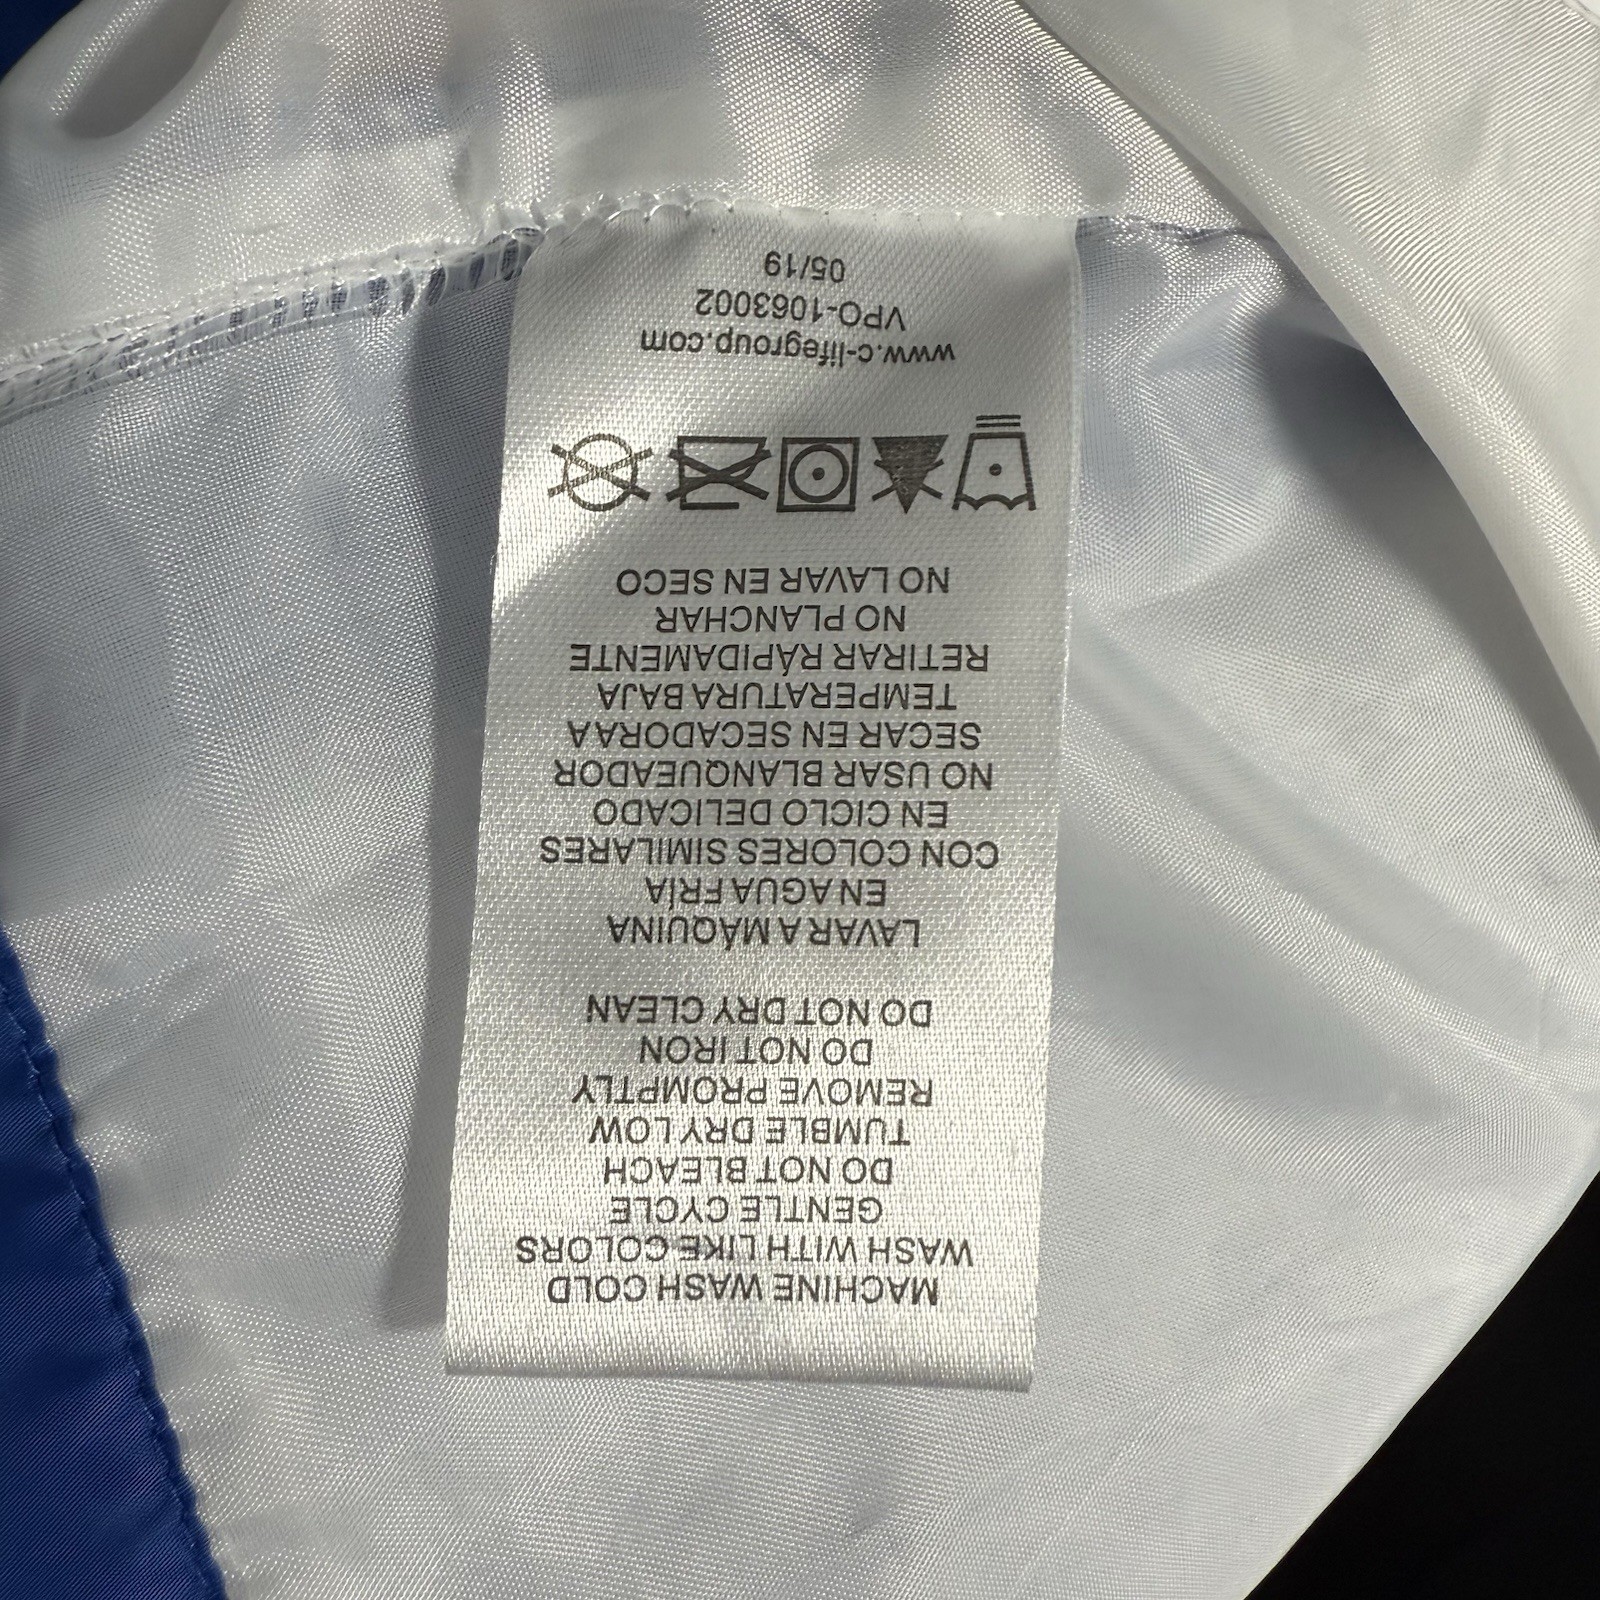 MACHINE WASH COLD
WASH WITH LIKE COLORS
GENTLE CYCLE
DO NOT BLEACH
TUMBLE DRY LOW
REMOVE PROMPTLY
DO NOT IRON
DO NOT DRY CLEAN
LAVAR A MÁQUINA
EN AGUA FRÍA
CON COLORES SIMILARES
EN CICLO DELICADO
NO USAR BLANQUEADOR
SECAR EN SECADORA A
TEMPERATURA BAJA
RETIRAR RÁPIDAMENTE
NO PLANCHAR
NO LAVAR EN SECO
www.c-lifegroup.com
VPO-1063002
05/19